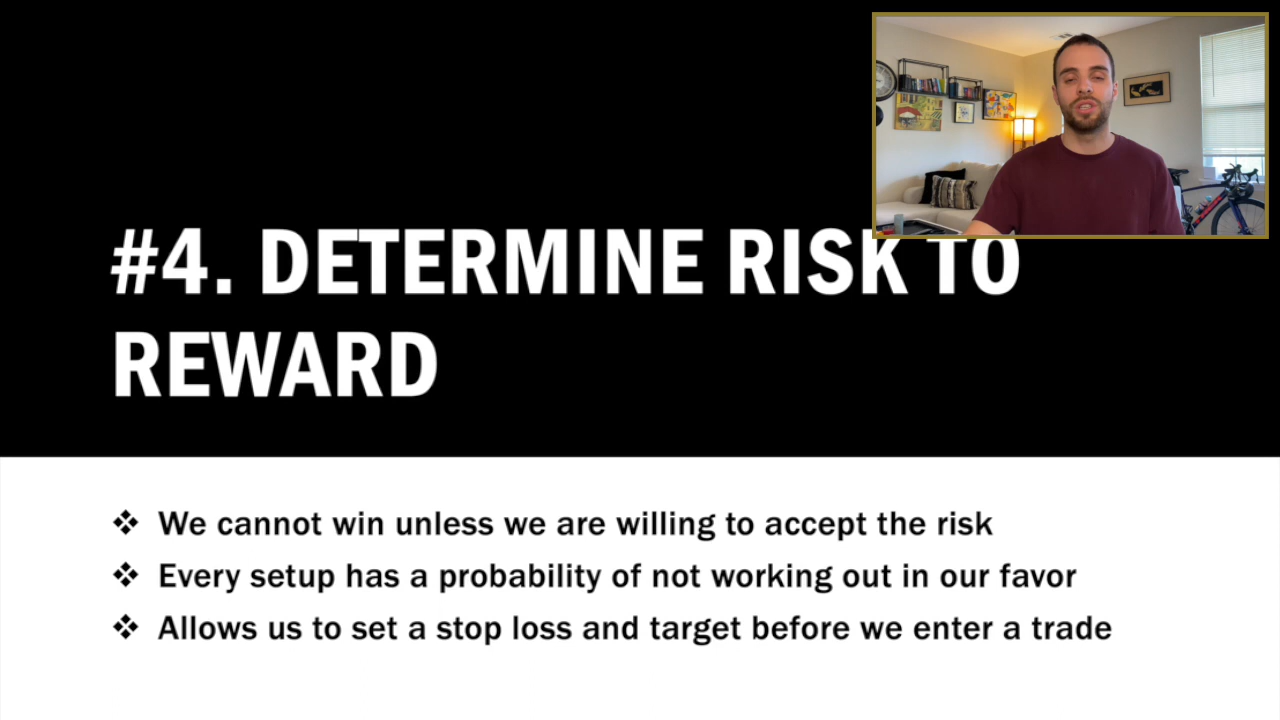 #4. DETERMINE RISK TO
REWARD
❖ We cannot win unless we are willing to accept the risk
❖ Every setup has a probability of not working out in our favor
❖ Allows us to set a stop loss and target before we enter a trade